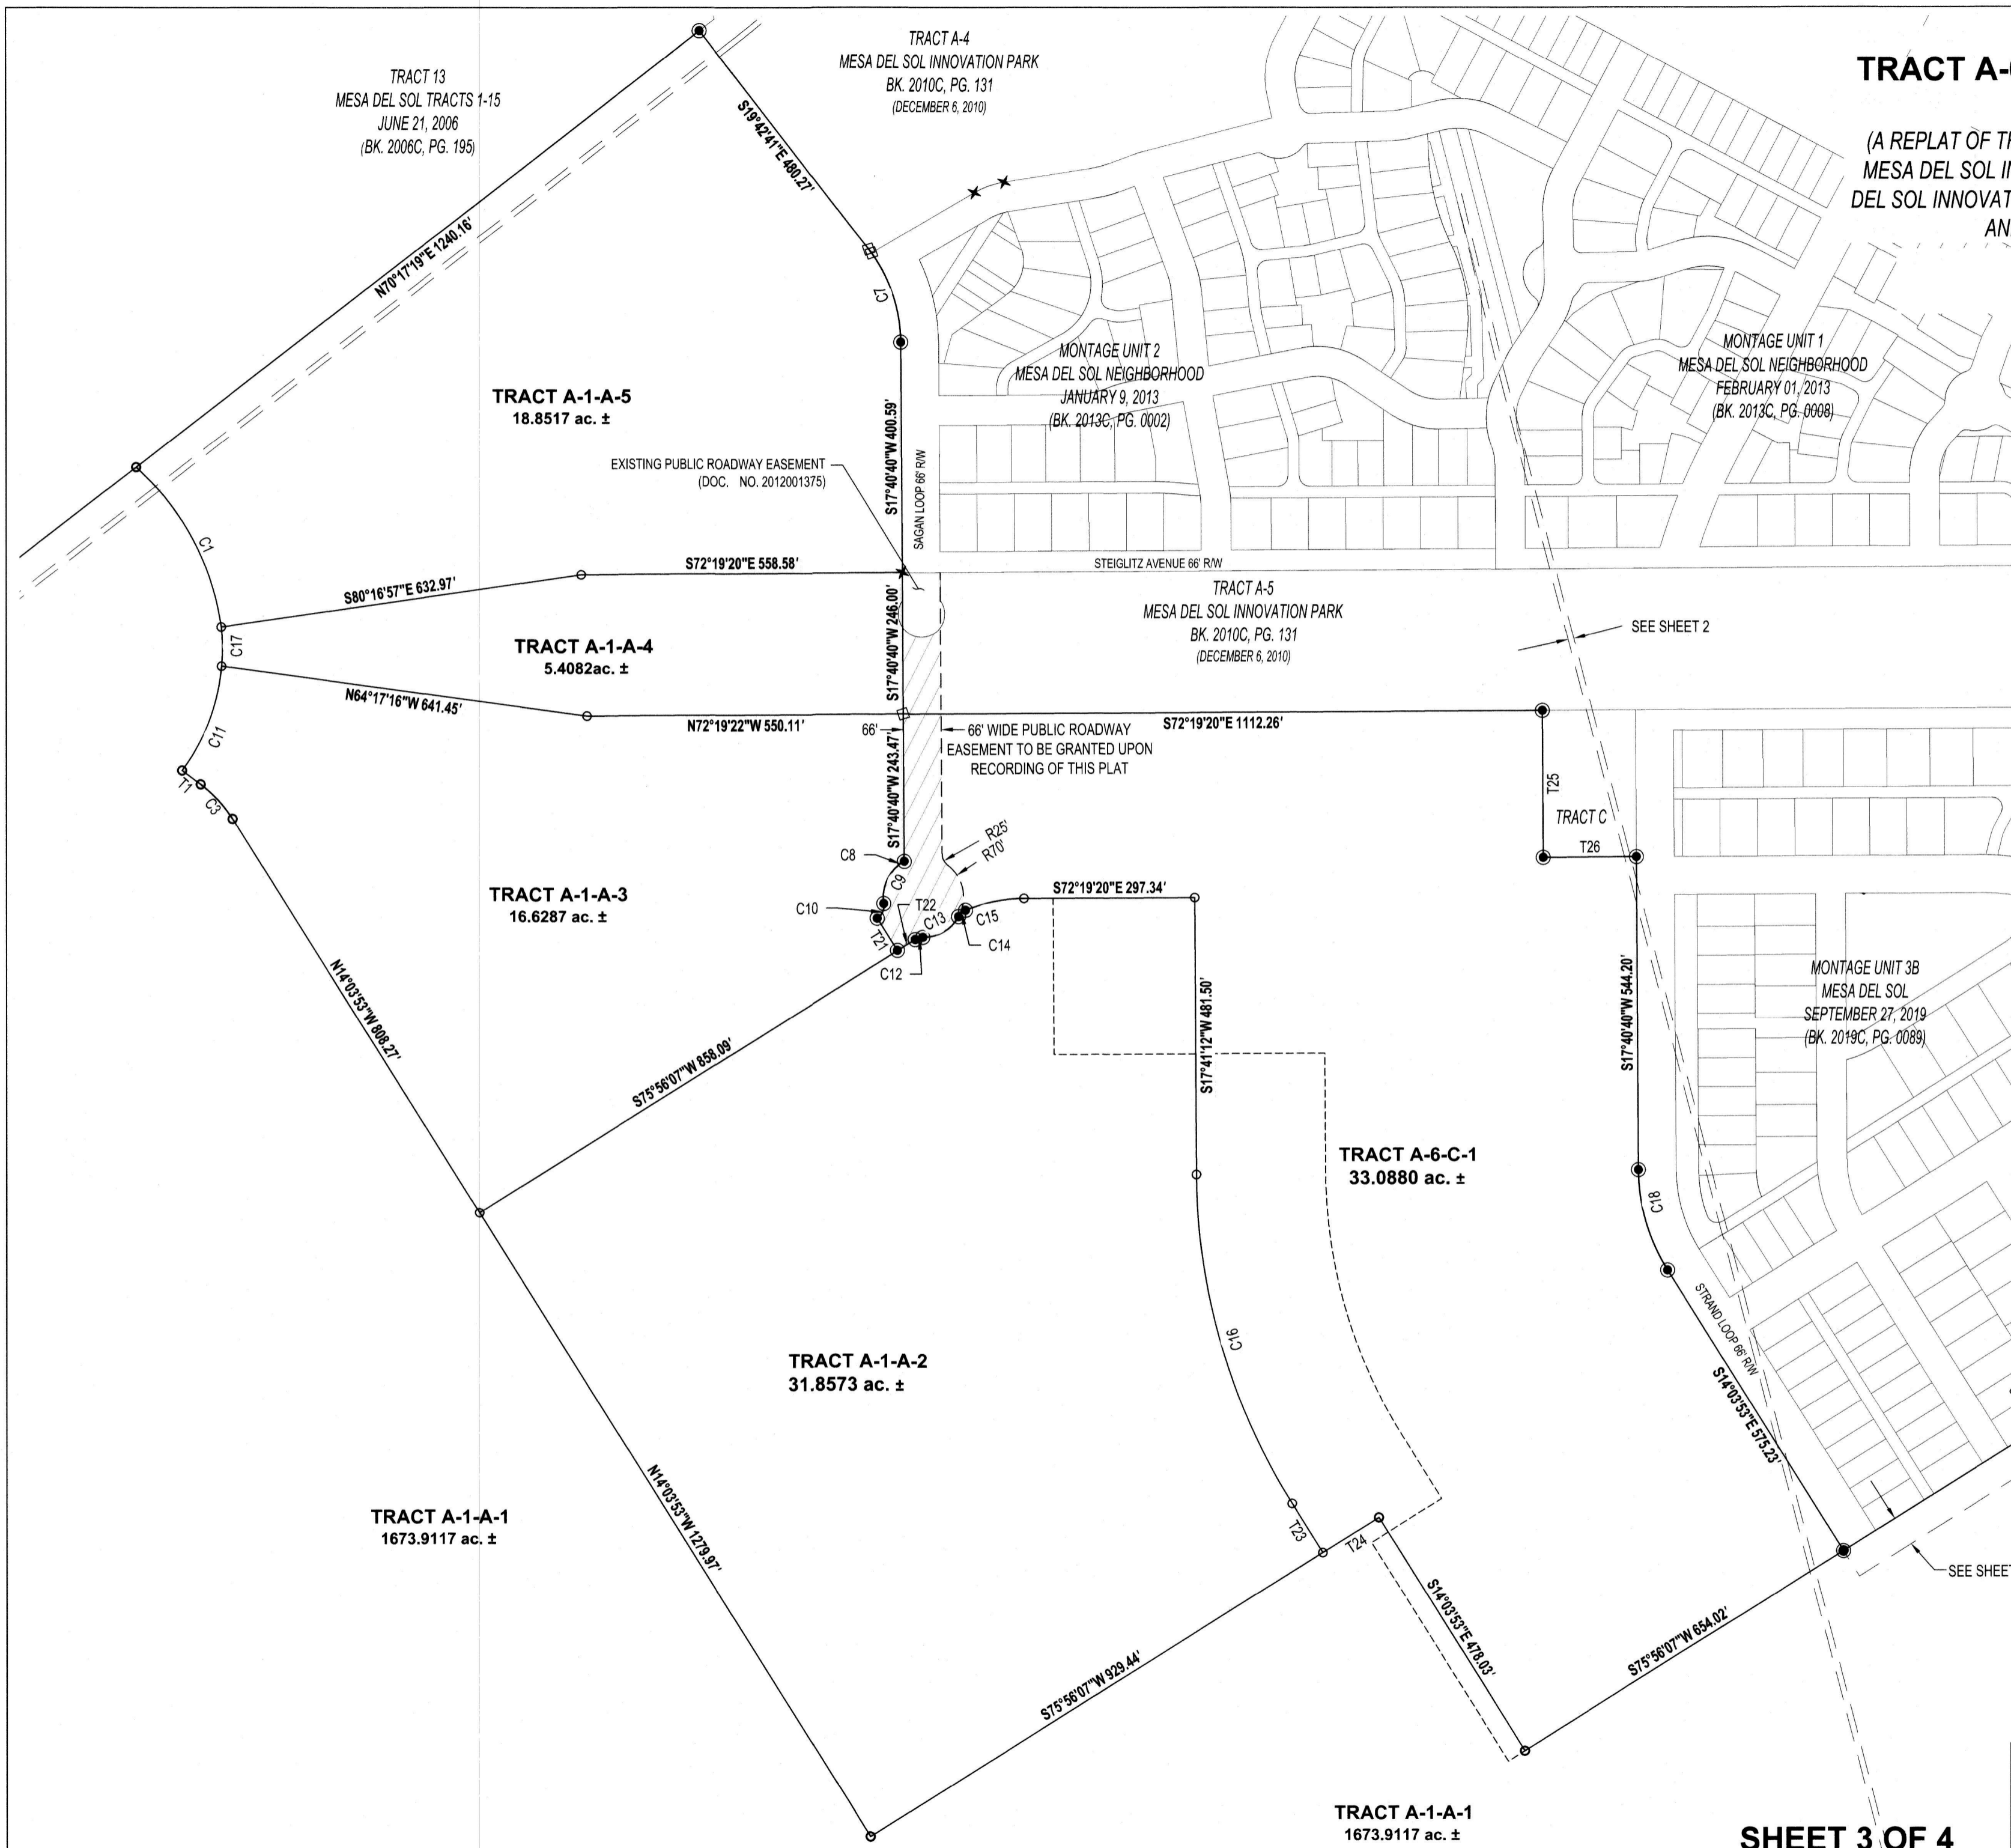 TRACT A-
(A REPLAT OF
MESA DEL SOL
DEL SOL
TRACT 13
MESA DEL SOL TRACTS 1-15
JUNE 21, 2006
(BK. 2006C, PG. 195)
TRACT A-4
MESA DEL SOL INNOVATION PARK
BK. 2010C, PG. 131
(DECEMBER 6, 2010)
S19°42'41"E 480.27'
N70°17'19"E 1240.16'
C7
MONTAGE UNIT 2
MESA DEL SOL NEIGHBORHOOD
JANUARY 9, 2013
(BK. 2013C, PG. 0002)
MONTAGE UNIT 1
MESA DEL SOL NEIGHBORHOOD
FEBRUARY 01, 2013
(BK. 2013C, PG. 0008)
TRACT A-1-A-5
18.8517 ac. ±
S17°40'40"W 400.59'
SAGAN LOOP 66' R/W
EXISTING PUBLIC ROADWAY EASEMENT
(DOC. NO. 2012001375)
C1
S80°16'57"E 632.97'
S72°19'20"E 558.58'
STEIGLITZ AVENUE 66' R/W
TRACT A-5
MESA DEL SOL INNOVATION PARK
BK. 2010C, PG. 131
(DECEMBER 6, 2010)
SEE SHEET 2
C17
TRACT A-1-A-4
5.4082ac. ±
S17°40'40"W 246.00'
N64°17'16"W 641.45'
N72°19'22"W 550.11'
66'
66' WIDE PUBLIC ROADWAY
EASEMENT TO BE GRANTED UPON
RECORDING OF THIS PLAT
S72°19'20"E 1112.26'
C11
T1
C3
S17°40'40"W 243.47'
T25
TRACT C
T26
R25'
R70'
C8
C9
C10
T21
T22
C13
C12
C15
C14
S72°19'20"E 297.34'
TRACT A-1-A-3
16.6287 ac. ±
N14°03'53"W 808.27'
S75°56'07"W 858.09'
S17°41'12"W 481.50'
S17°40'40"W 544.20'
MONTAGE UNIT 3B
MESA DEL SOL
SEPTEMBER 27, 2019
(BK. 2019C, PG. 0089)
TRACT A-6-C-1
33.0880 ac. ±
C18
STRAND LOOP 66' R/W
C16
S14°03'53"E 575.23'
TRACT A-1-A-2
31.8573 ac. ±
TRACT A-1-A-1
1673.9117 ac. ±
N14°03'53"W 1279.97'
T23
T24
SEE SHEET
S14°03'53"E 478.03'
S75°56'07"W 654.02'
S75°56'07"W 929.44'
TRACT A-1-A-1
1673.9117 ac. ±
SHEET 3 OF 4